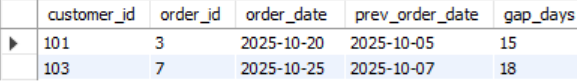 customer_id order_id order_date prev_order_date gap_days
101 3 2025-10-20 2025-10-05 15
103 7 2025-10-25 2025-10-07 18